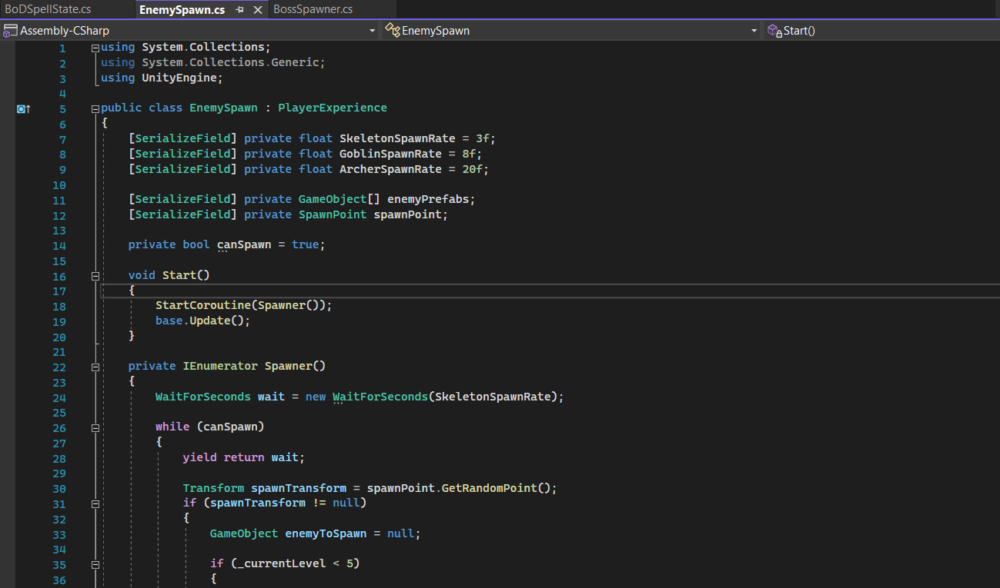 BoDSpellState.cs EnemySpawn.cs BossSpawner.cs
Assembly-CSharp EnemySpawn Start()
1 using System.Collections;
2 using System.Collections.Generic;
3 using UnityEngine;
4
5 public class EnemySpawn : PlayerExperience
6 {
7 [SerializeField] private float SkeletonSpawnRate = 3f;
8 [SerializeField] private float GoblinSpawnRate = 8f;
9 [SerializeField] private float ArcherSpawnRate = 20f;
10
11 [SerializeField] private GameObject[] enemyPrefabs;
12 [SerializeField] private SpawnPoint spawnPoint;
13
14 private bool canSpawn = true;
15
16 void Start()
17 {
18 StartCoroutine(Spawner());
19 base.Update();
20 }
21
22 private IEnumerator Spawner()
23 {
24 WaitForSeconds wait = new WaitForSeconds(SkeletonSpawnRate);
25
26 while (canSpawn)
27 {
28 yield return wait;
29
30 Transform spawnTransform = spawnPoint.GetRandomPoint();
31 if (spawnTransform != null)
32 {
33 GameObject enemyToSpawn = null;
34
35 if (_currentLevel < 5)
36 {